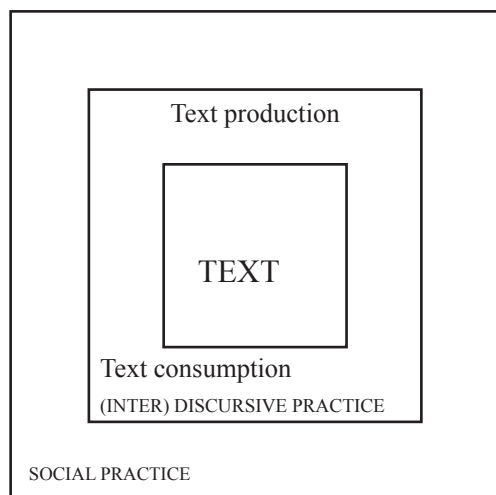 Text production
TEXT
Text consumption
(INTER) DISCURSIVE PRACTICE
SOCIAL PRACTICE